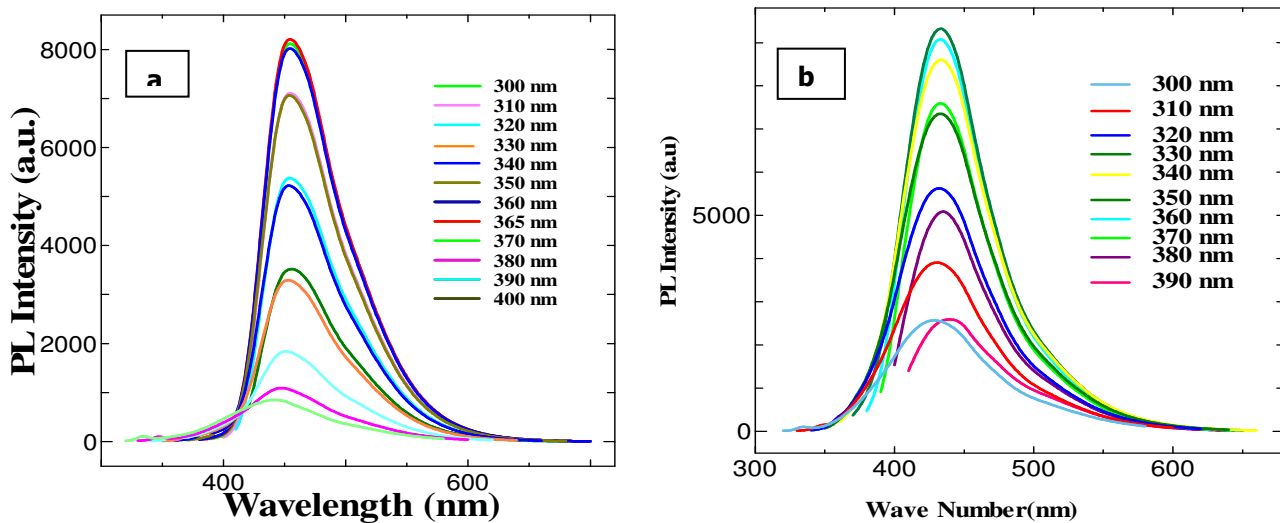 a
PL Intensity (a.u.)
8000
6000
4000
2000
0
400
600
Wavelength (nm)
300 nm
310 nm
320 nm
330 nm
340 nm
350 nm
360 nm
365 nm
370 nm
380 nm
390 nm
400 nm
b
PL Intensity (a.u)
5000
0
300
400
500
600
Wave Number(nm)
300 nm
310 nm
320 nm
330 nm
340 nm
350 nm
360 nm
370 nm
380 nm
390 nm